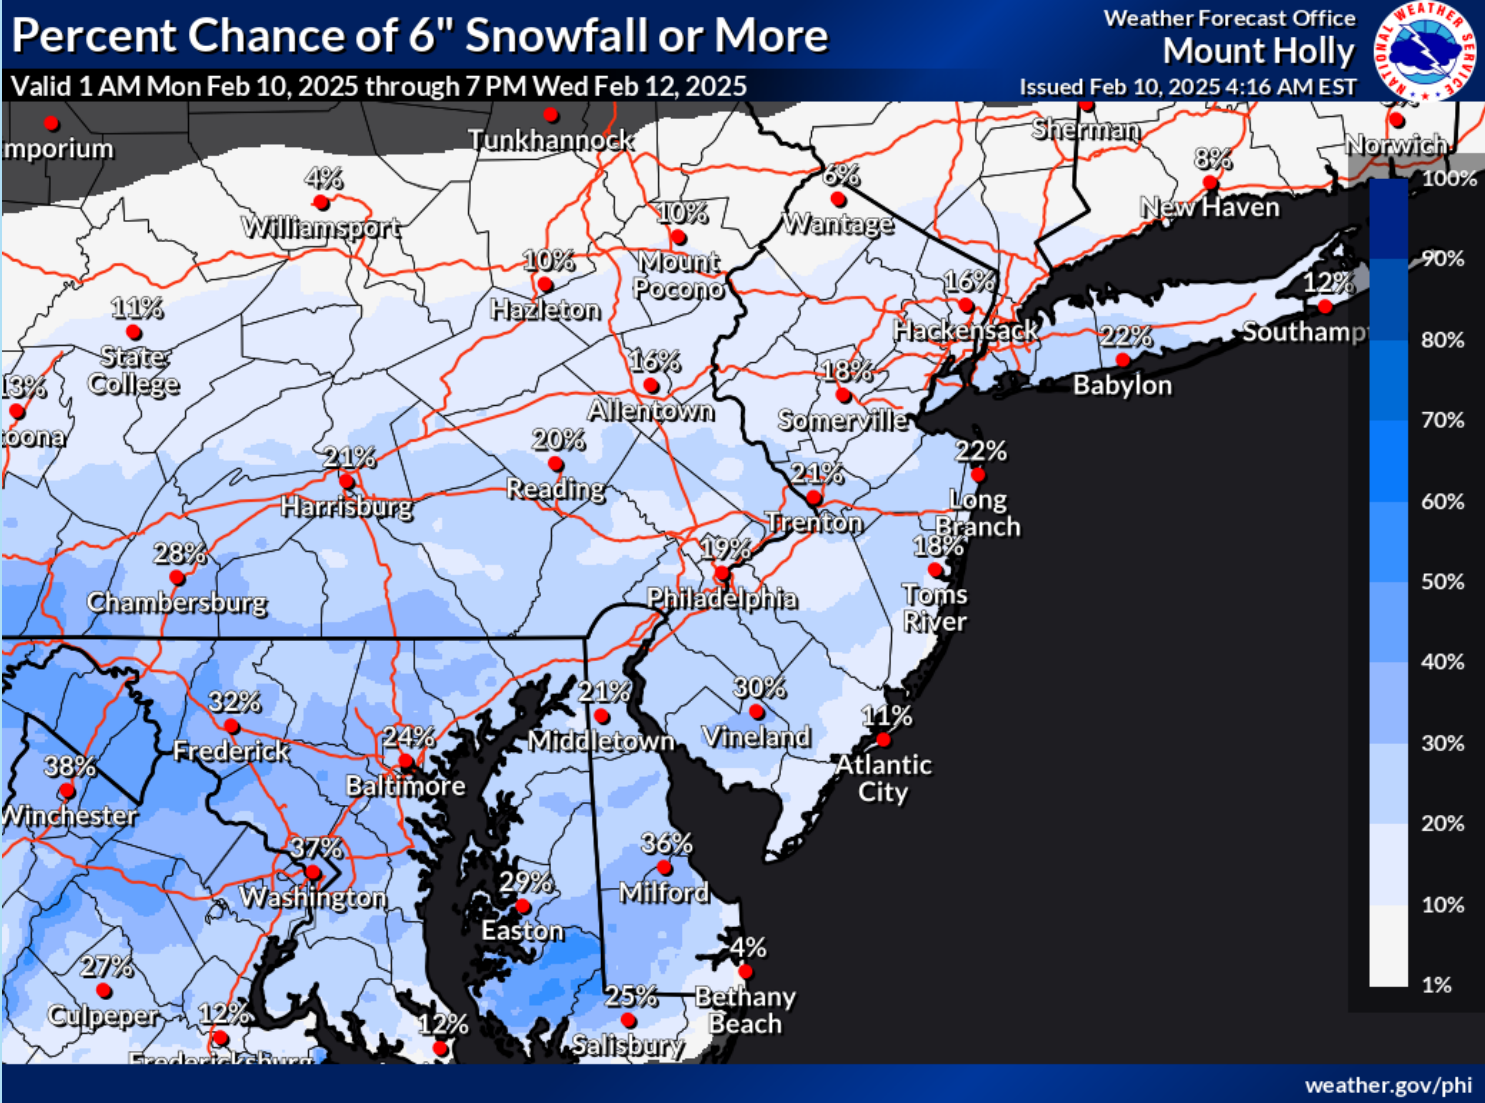 Percent Chance of 6" Snowfall or More
Valid 1 AM Mon Feb 10, 2025 through 7 PM Wed Feb 12, 2025
Weather Forecast Office
Mount Holly
Issued Feb 10, 2025 4:16 AM EST
NATIONAL WEATHER SERVICE
mporium
Tunkhannock
Sherman
Norwich
4%
Williamsport
6%
Wantage
8%
New Haven
10%
Mount
Pocono
10%
Hazleton
11%
State
College
16%
Hackensack
12%
Southamp
22%
Babylon
13%
toona
16%
Allentown
18%
Somerville
21%
Harrisburg
20%
Reading
21%
Trenton
22%
Long
Branch
28%
Chambersburg
19%
Philadelphia
18%
Toms
River
32%
Frederick
24%
Baltimore
21%
Middletown
30%
Vineland
11%
Atlantic
City
38%
Winchester
37%
Washington
36%
Milford
29%
Easton
4%
Bethany
Beach
27%
Culpeper
12%
Fredericksburg
12%
25%
Salisbury
100%
90%
80%
70%
60%
50%
40%
30%
20%
10%
1%
weather.gov/phi